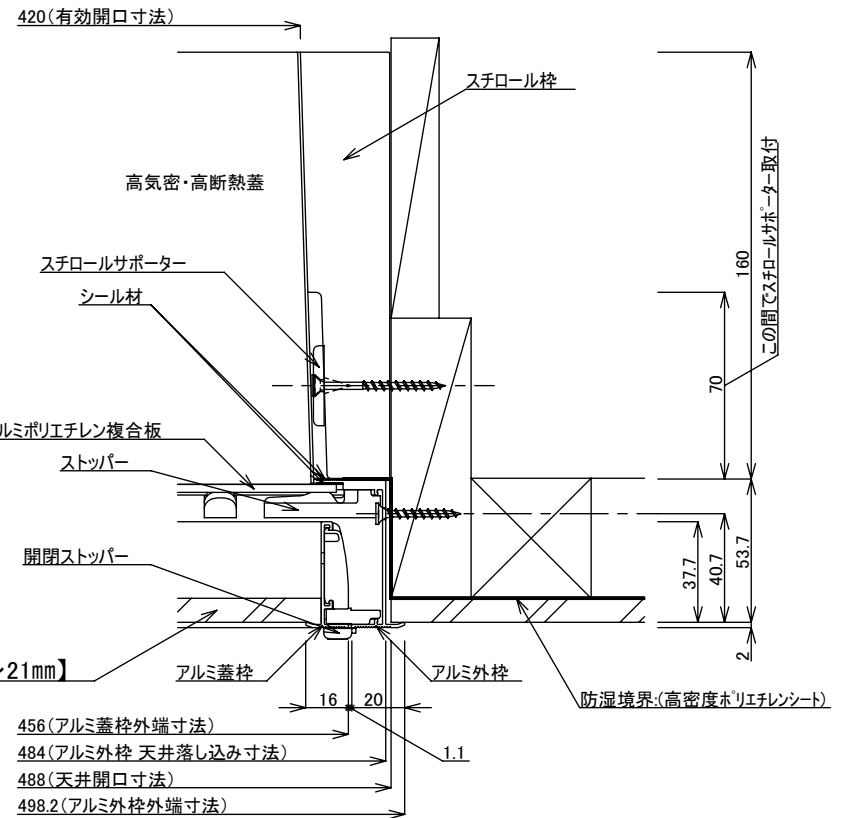 420(有効開口寸法)
スチロール枠
高気密・高断熱蓋
スチロールサポーター
シール材
160
この間でスチロールサポーター取付
70
ルミポリエチレン複合板
ストッパー
開閉ストッパー
37.7
40.7
53.7
2
21mm】
アルミ蓋枠
アルミ外枠
防湿境界:(高密度ポリエチレンシート)
16
20
1.1
456(アルミ蓋枠外端寸法)
484(アルミ外枠 天井落し込み寸法)
488(天井開口寸法)
498.2(アルミ外枠外端寸法)